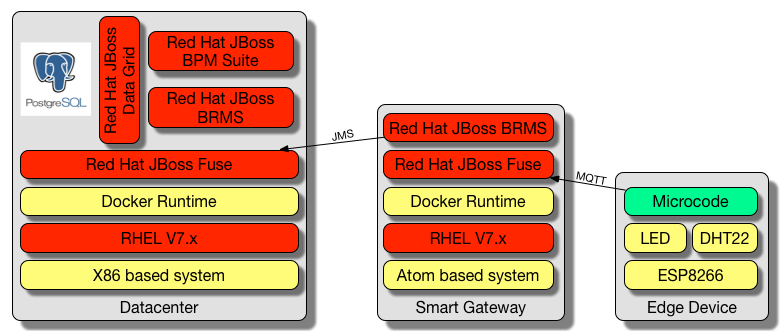 PostgreSQL
Red Hat JBoss
Data Grid
Red Hat JBoss
BPM Suite
Red Hat JBoss
BRMS
Red Hat JBoss Fuse
Docker Runtime
RHEL V7.x
X86 based system
Datacenter
JMS
Red Hat JBoss BRMS
Red Hat JBoss Fuse
Docker Runtime
RHEL V7.x
Atom based system
Smart Gateway
MQTT
Microcode
LED
DHT22
ESP8266
Edge Device